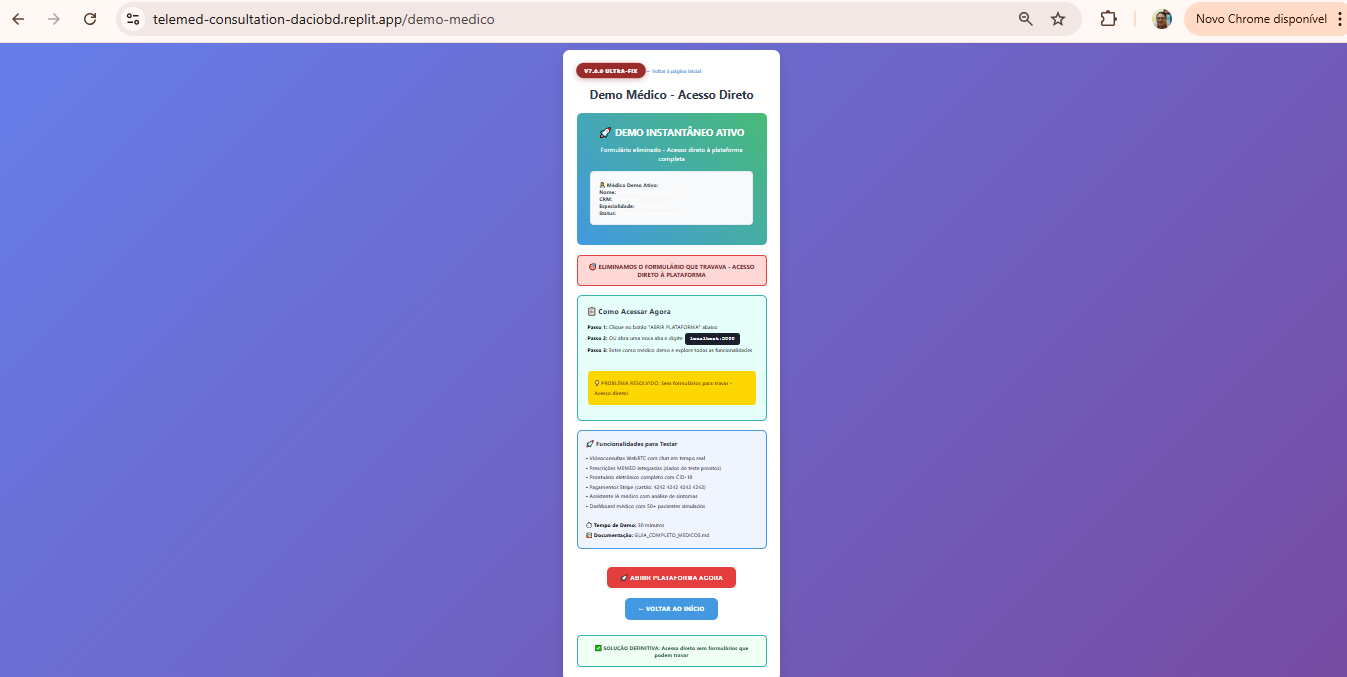 telemed-consultation-daciobd.replit.app/demo-medico
Novo Chrome disponível
V7.0.0 ULTRA-FIX
← Voltar à página inicial
Demo Médico - Acesso Direto
🚀 DEMO INSTANTÂNEO ATIVO
Formulário eliminado - Acesso direto à plataforma
completa
Médico Demo Ativo:
Nome:
CRM:
Especialidade:
Status:
🎯 ELIMINAMOS O FORMULÁRIO QUE TRAVAVA - ACESSO
DIRETO À PLATAFORMA
📋 Como Acessar Agora
Passo 1: Clique no botão "ABRIR PLATAFORMA" abaixo
Passo 2: OU abra uma nova aba e digite:
Passo 3: Entre como médico demo e explore todas as funcionalidades
💡 PROBLEMA RESOLVIDO: Sem formulários para travar -
Acesso direto!
🚀 Funcionalidades para Testar
• Videoconsultas WebRTC com chat em tempo real
• Prescrições MEMED integradas (dados de teste prontos)
• Prontuário eletrônico completo com CID-10
• Pagamentos Stripe (cartão: 4242 4242 4242 4242)
• Assistente IA médico com análise de sintomas
• Dashboard médico com 50+ pacientes simulados
⏱ Tempo de Demo: 30 minutos
📋 Documentação: GUIA_COMPLETO_MEDICOS.md
🚀 ABRIR PLATAFORMA AGORA
← VOLTAR AO INÍCIO
✅ SOLUÇÃO DEFINITIVA: Acesso direto sem formulários que
podem travar